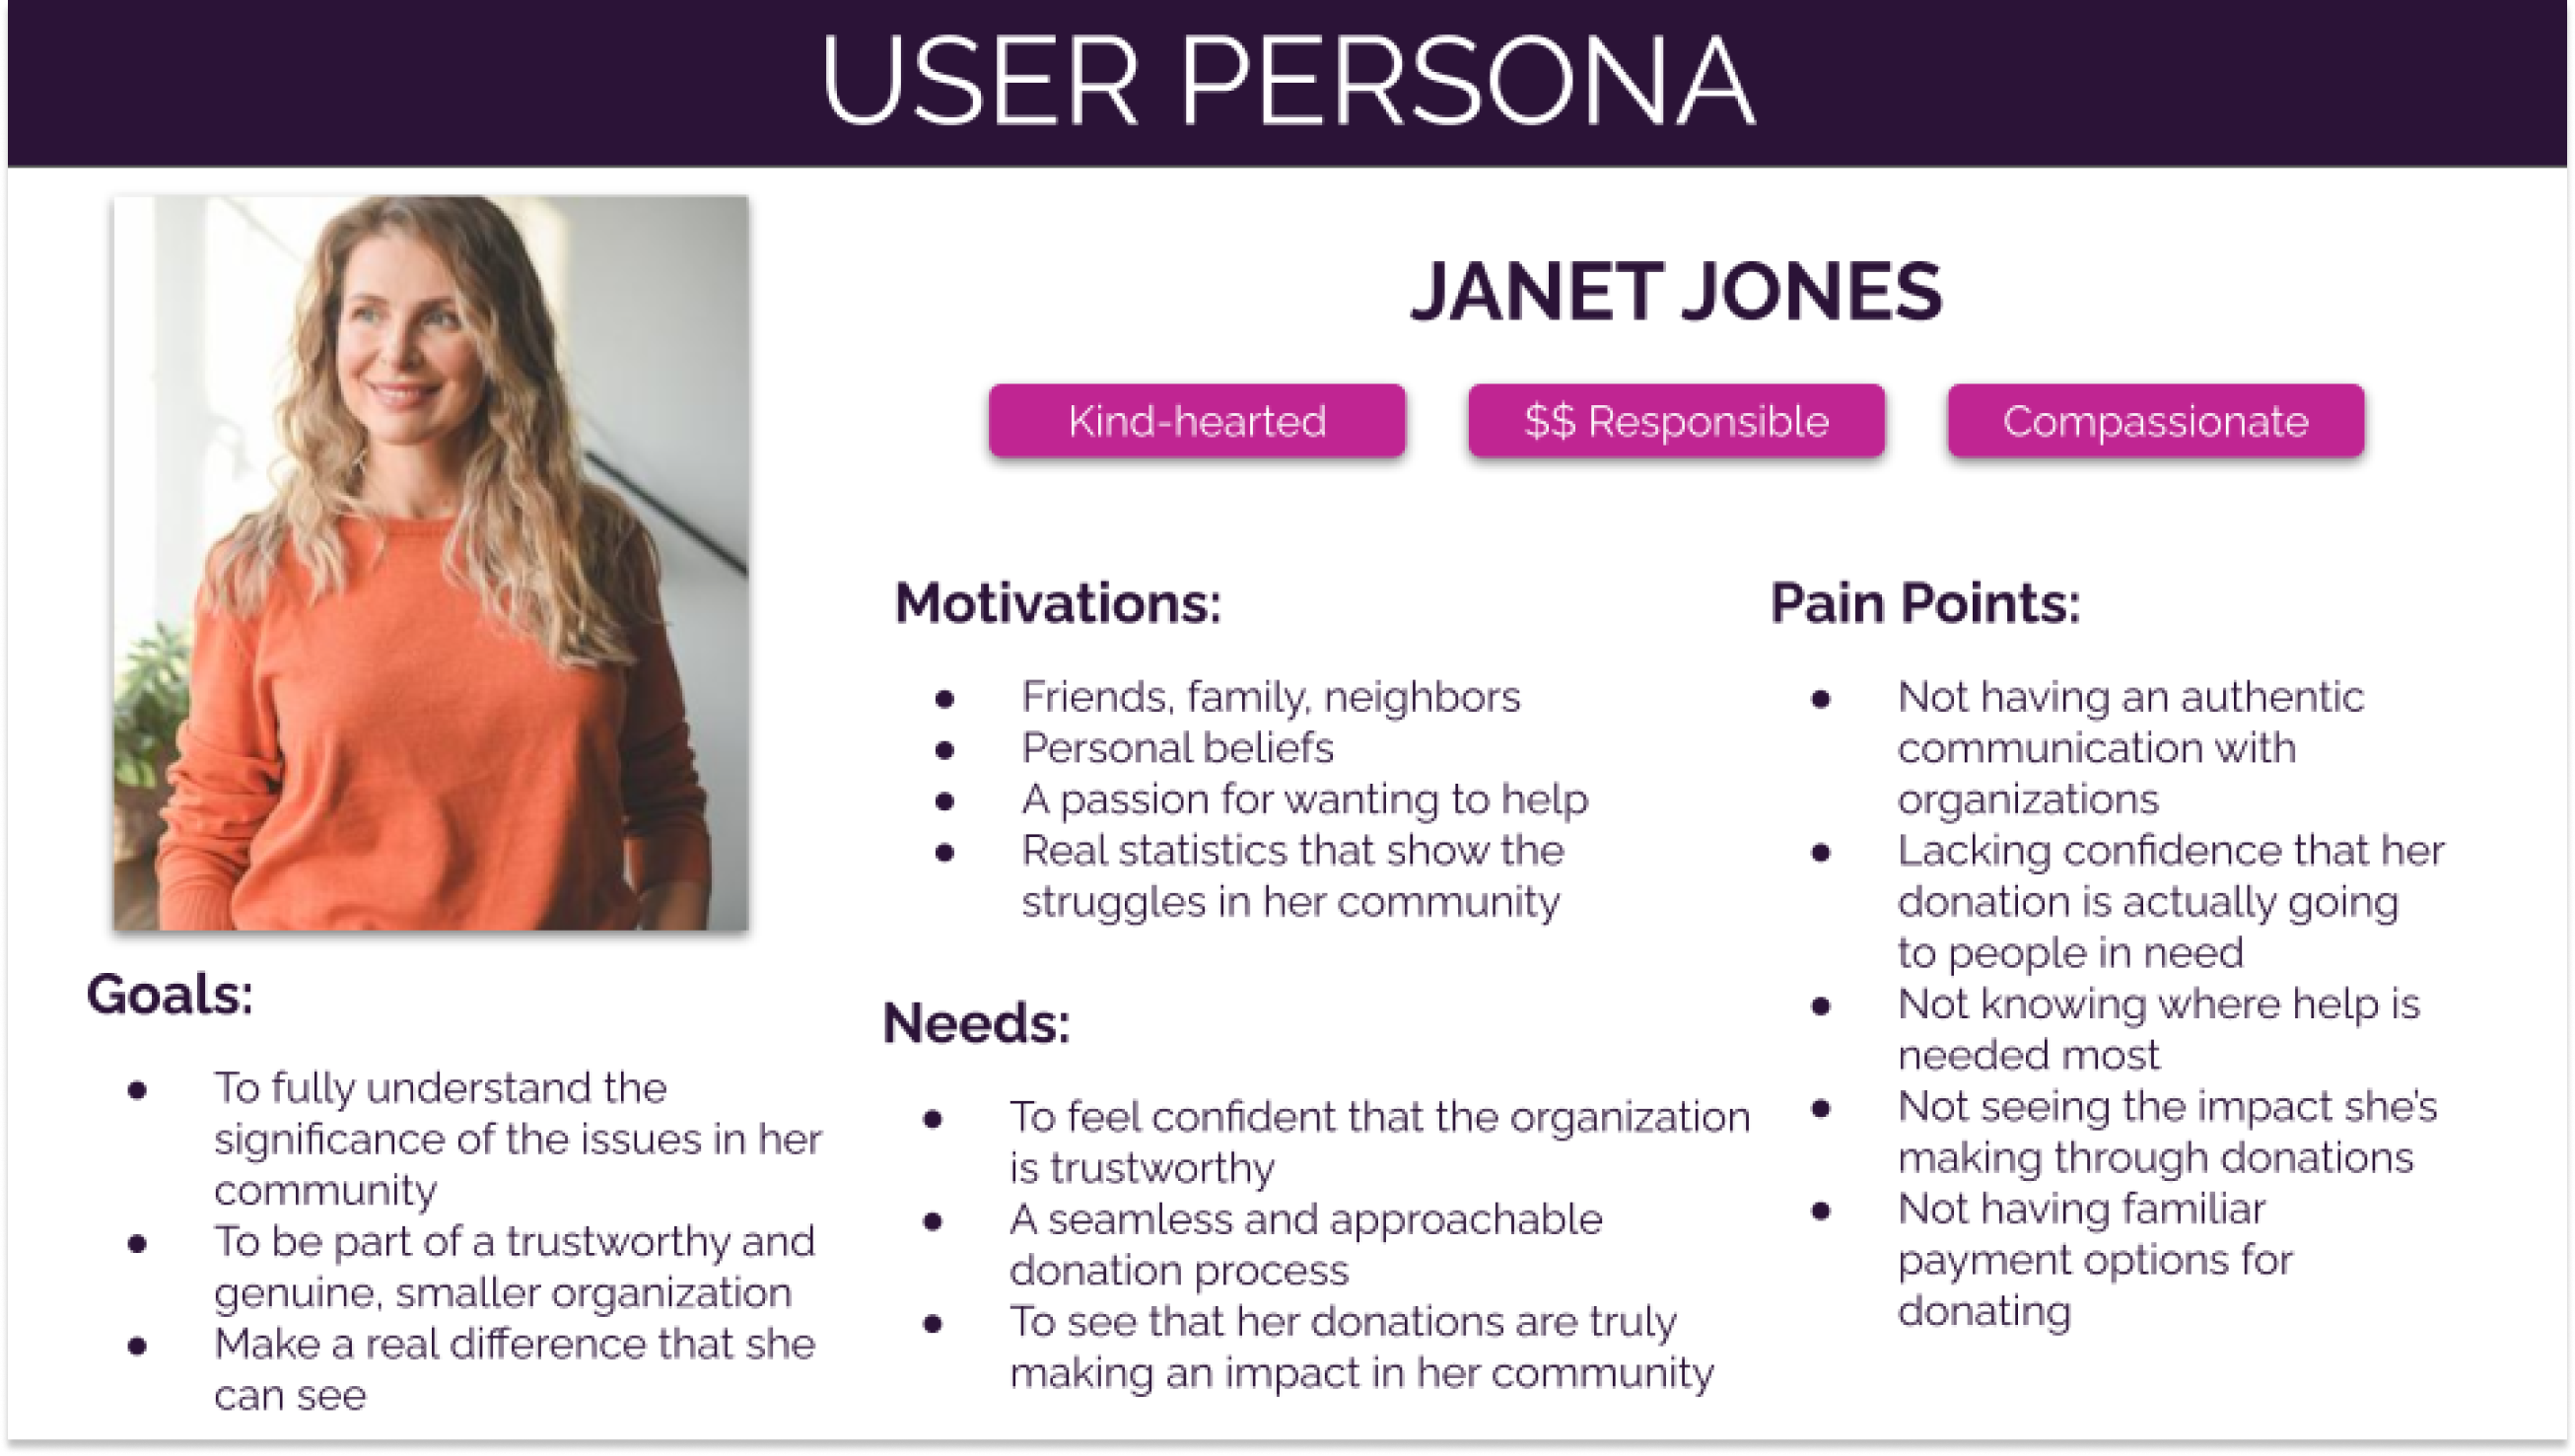 USER PERSONA
JANET JONES
Kind-hearted
$$ Responsible
Compassionate
Motivations:
● Friends, family, neighbors
● Personal beliefs
● A passion for wanting to help
● Real statistics that show the
struggles in her community
Pain Points:
● Not having an authentic
communication with
organizations
● Lacking confidence that her
donation is actually going
to people in need
● Not knowing where help is
needed most
● Not seeing the impact she's
making through donations
● Not having familiar
payment options for
donating
Goals:
● To fully understand the
significance of the issues in her
community
● To be part of a trustworthy and
genuine, smaller organization
● Make a real difference that she
can see
Needs:
● To feel confident that the organization
is trustworthy
● A seamless and approachable
donation process
● To see that her donations are truly
making an impact in her community